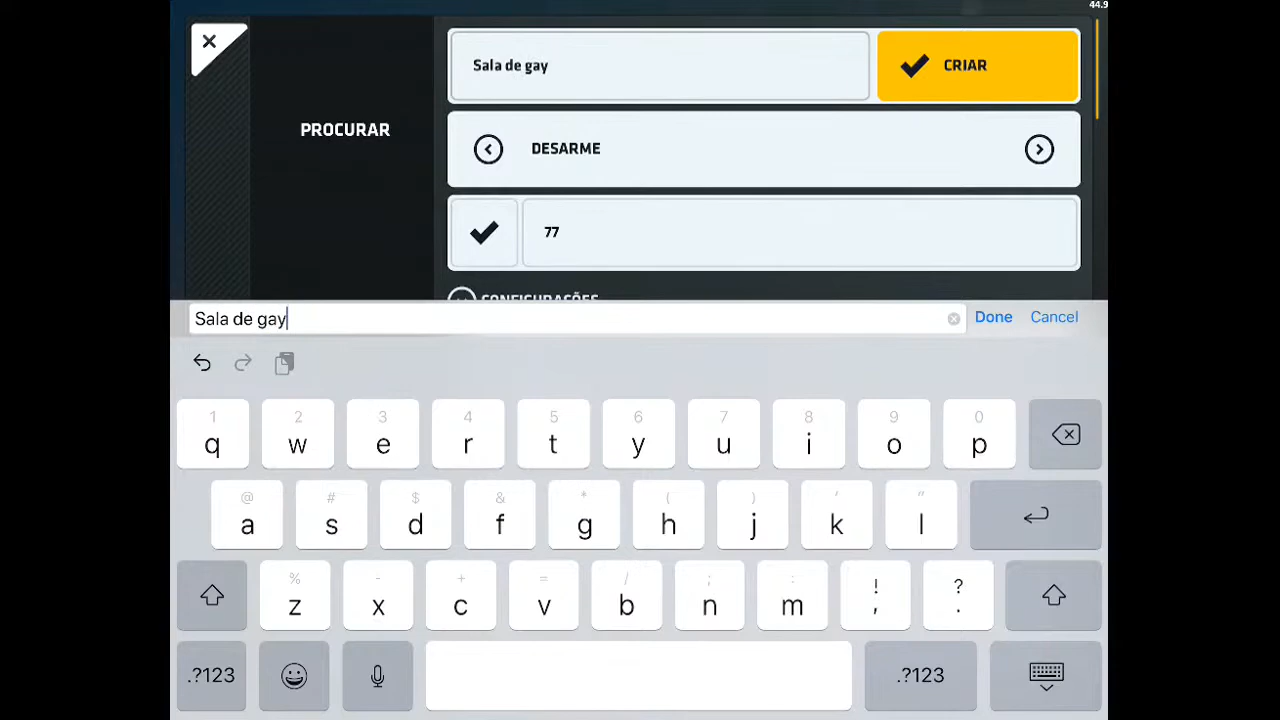 44.9
Sala de gay
CRIAR
PROCURAR
DESARME
77
CONFIGURAÇÕES
Sala de gay
Done
Cancel
1 2 3 4 5 6 7 8 9 0
q w e r t y u i o p
@ # $ & * ( ) ' "
a s d f g h j k l
% - + = / ; : ! ?
z x c v b n m , .
.?123
.?123